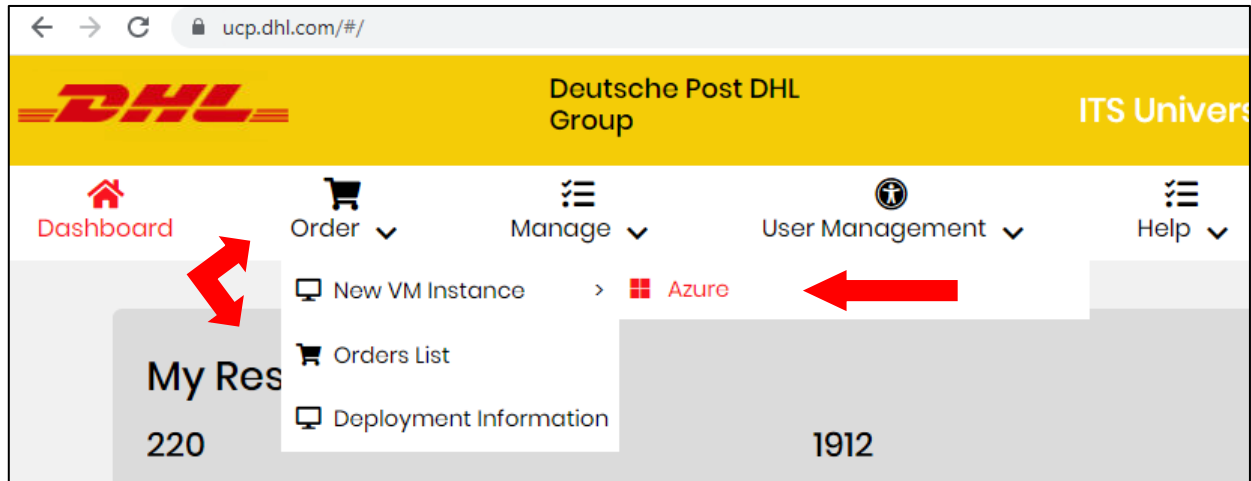 ucp.dhl.com/#/
DHL
Deutsche Post DHL
Group
ITS Univers
Dashboard
Order
Manage
User Management
Help
New VM Instance > Azure
Orders List
Deployment Information
My Res
220
1912